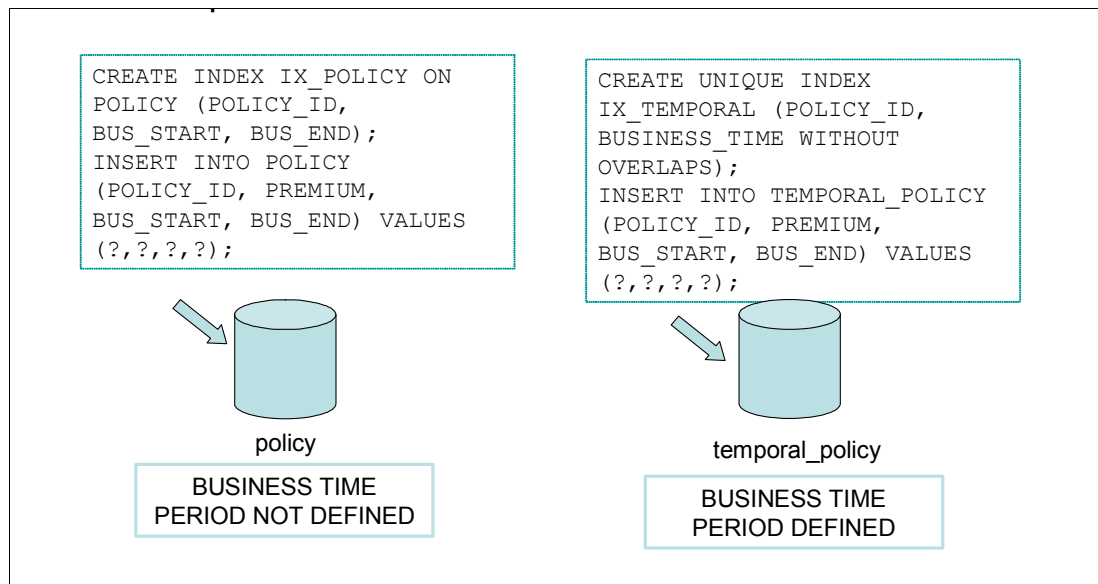 CREATE INDEX IX_POLICY ON
POLICY (POLICY_ID,
BUS_START, BUS_END);
INSERT INTO POLICY
(POLICY_ID, PREMIUM,
BUS_START, BUS_END) VALUES
(?,?,?,?);
policy
BUSINESS TIME
PERIOD NOT DEFINED
CREATE UNIQUE INDEX
IX_TEMPORAL (POLICY_ID,
BUSINESS_TIME WITHOUT
OVERLAPS);
INSERT INTO TEMPORAL_POLICY
(POLICY_ID, PREMIUM,
BUS_START, BUS_END) VALUES
(?,?,?,?);
temporal_policy
BUSINESS TIME
PERIOD DEFINED